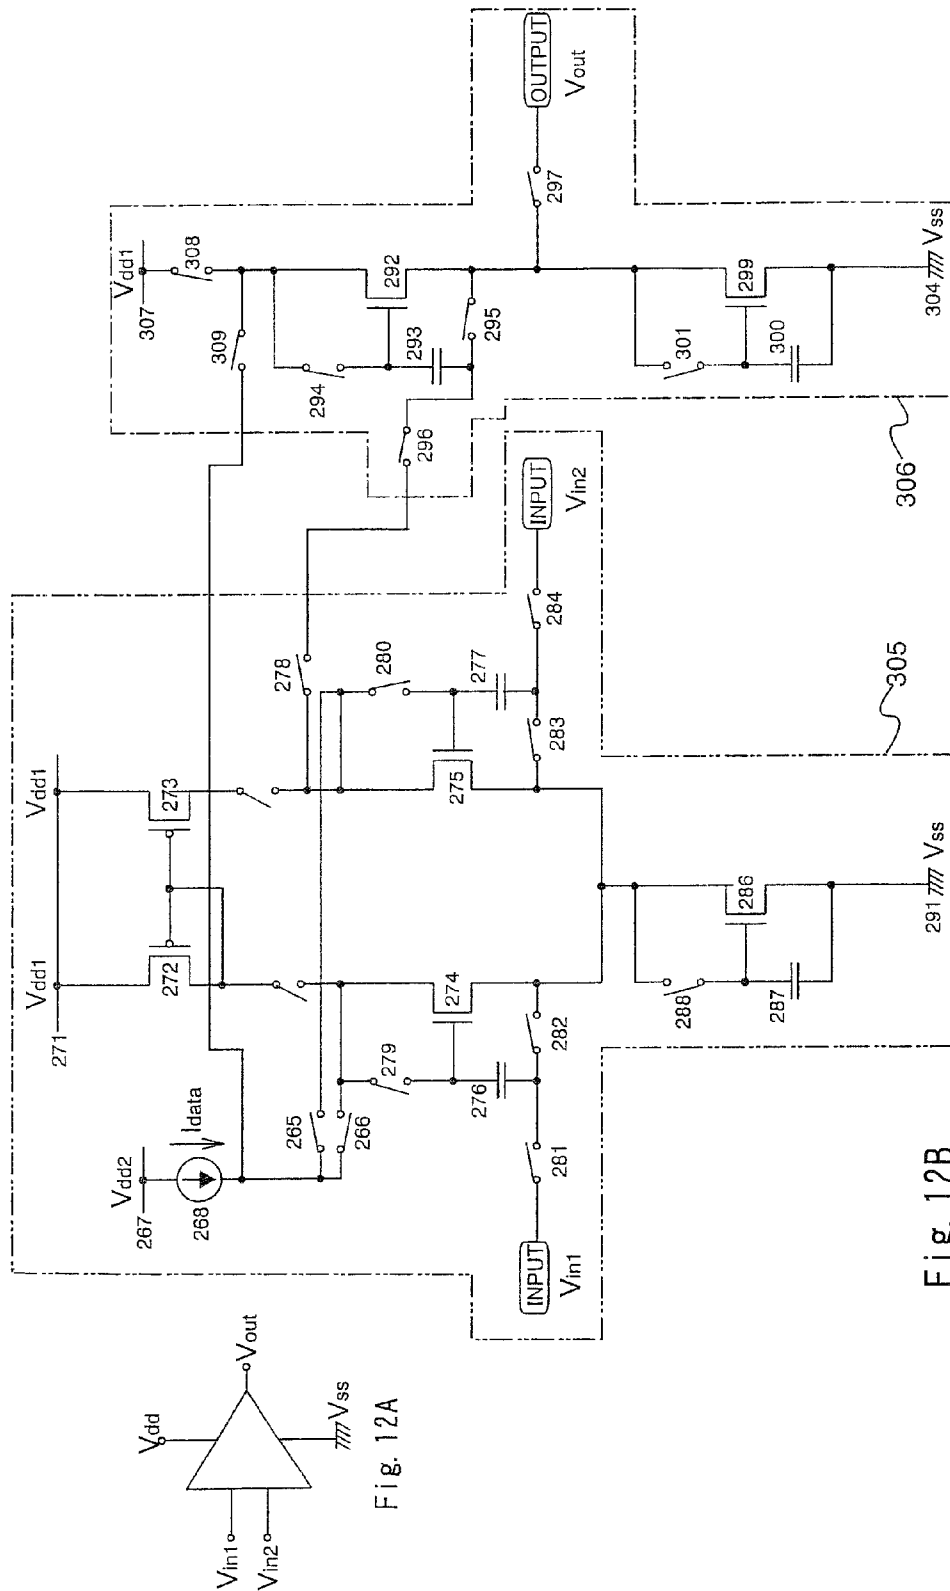 Vdd
Vin1
Vin2
Vout
Vss
Fig. 12A
Vdd2
267
268
Idata
Vdd1
Vdd1
271
272
273
265
266
278
279
280
274
275
276
277
281
282
283
284
INPUT
Vin1
INPUT
Vin2
286
287
288
291
Vss
305
Vdd1
307
308
309
292
293
294
295
296
297
OUTPUT
Vout
299
300
301
304
Vss
306
Fig. 12B